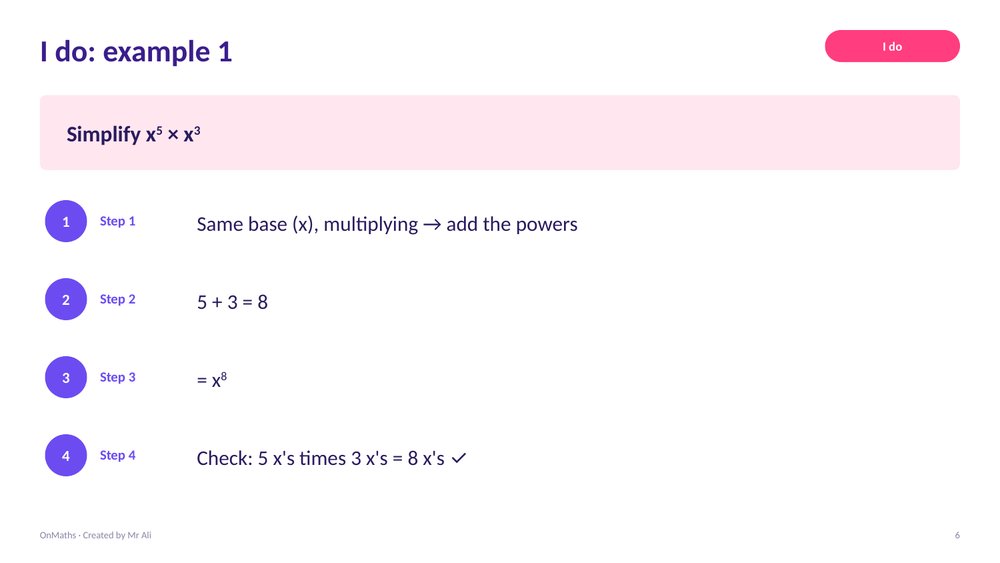 I do: example 1
I do
Simplify x⁵ × x³
1 Step 1 Same base (x), multiplying → add the powers
2 Step 2 5 + 3 = 8
3 Step 3 = x⁸
4 Step 4 Check: 5 x's times 3 x's = 8 x's ✓
OnMaths · Created by Mr Ali
6